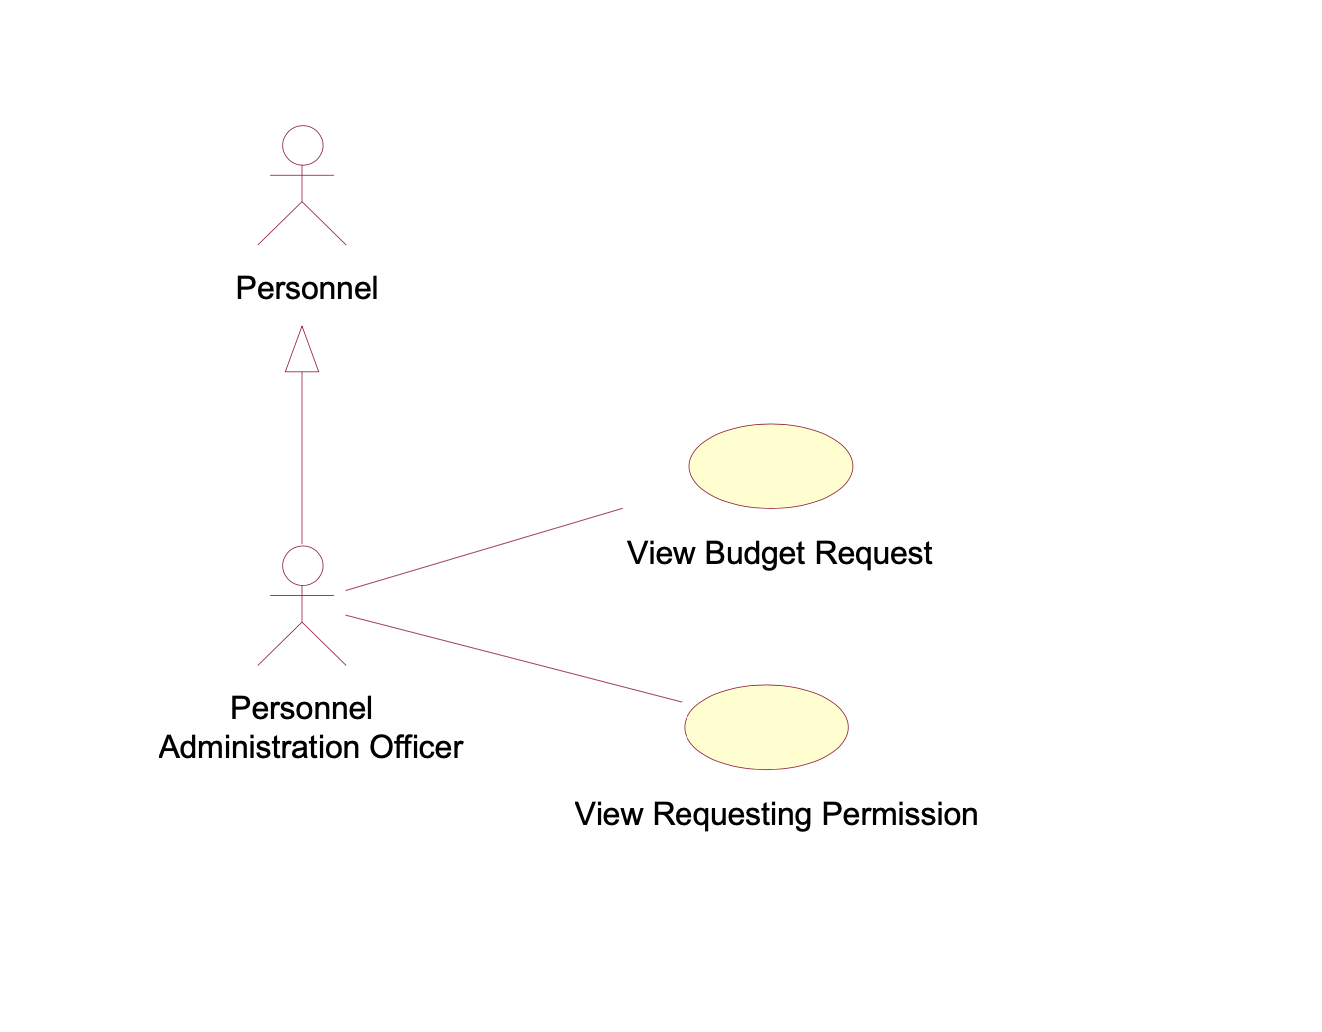 Personnel
View Budget Request
Personnel
Administration Officer
View Requesting Permission